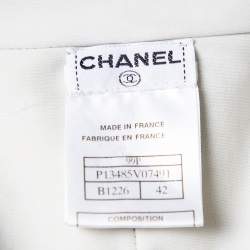 CHANEL
MADE IN FRANCE
FABRIQUE EN FRANCE
99P
P13485V07491
B1226 42
COMPOSITION